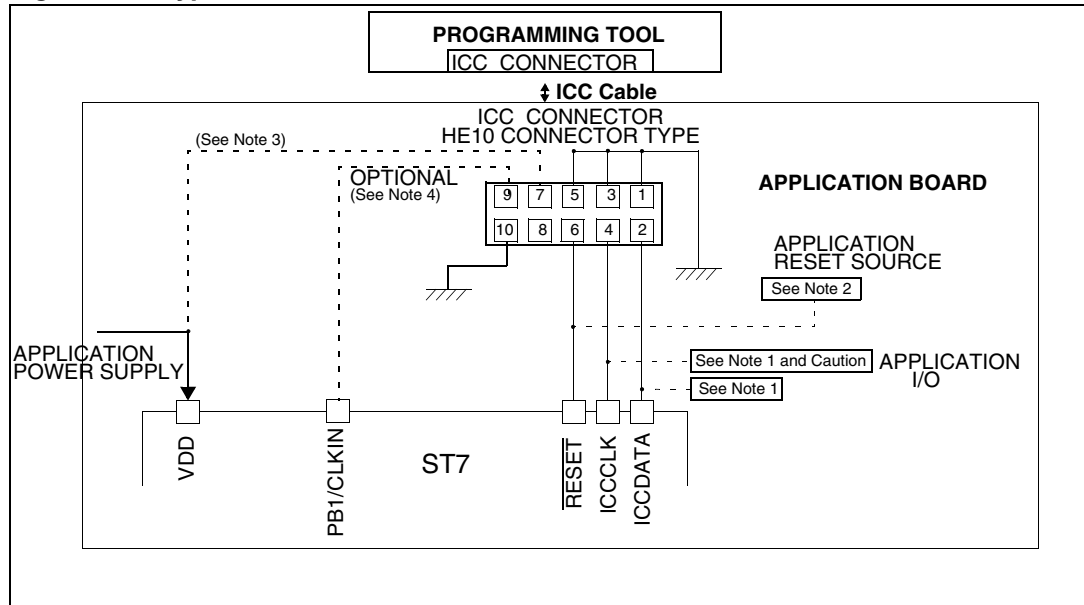 PROGRAMMING TOOL
ICC CONNECTOR
ICC Cable
ICC CONNECTOR
HE10 CONNECTOR TYPE
(See Note 3)
OPTIONAL
(See Note 4)
9 7 5 3 1
10 8 6 4 2
APPLICATION BOARD
APPLICATION
RESET SOURCE
See Note 2
APPLICATION
POWER SUPPLY
See Note 1 and Caution
See Note 1
APPLICATION
I/O
VDD
PB1/CLKIN
ST7
RESET
ICCCLK
ICCDATA